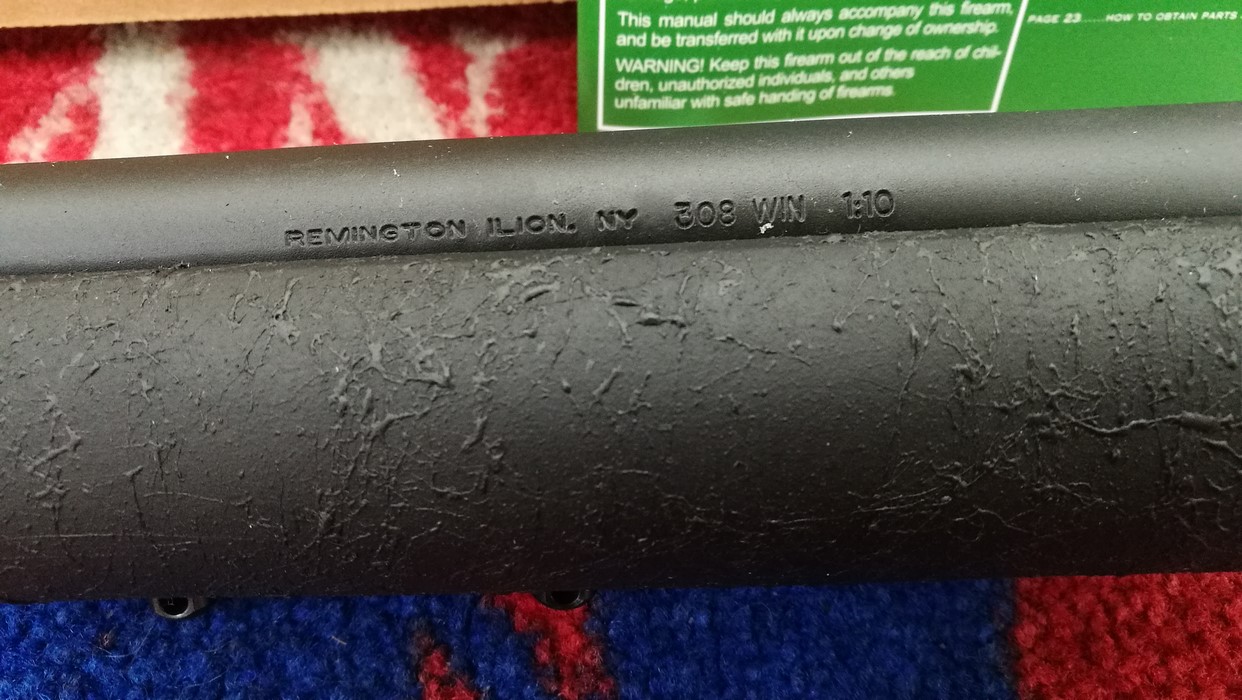 This manual should always accompany this firearm,
and be transferred with it upon change of ownership.
WARNING! Keep this firearm out of the reach of chil-
dren, unauthorized individuals, and others
unfamiliar with safe handing of firearms.
PAGE 23 ...... HOW TO OBTAIN PARTS
REMINGTON ILION, NY 308 WIN 1:10